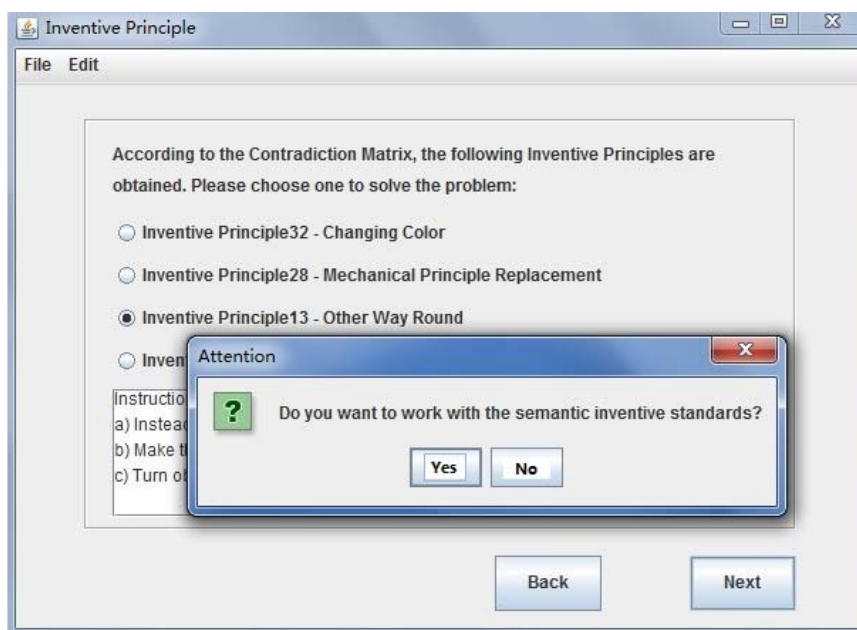 Inventive Principle
File Edit
According to the Contradiction Matrix, the following Inventive Principles are
obtained. Please choose one to solve the problem:
Inventive Principle32 - Changing Color
Inventive Principle28 - Mechanical Principle Replacement
Inventive Principle13 - Other Way Round
Attention
a)
b) Make
c) Turn
Do you want to work with the semantic inventive standards?
Yes No
Back Next